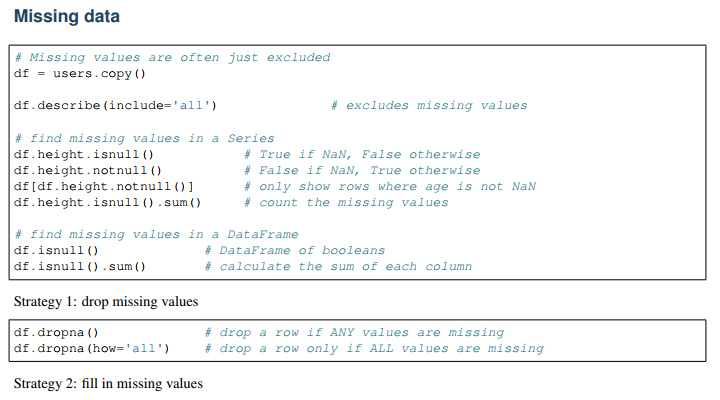 Missing data
# Missing values are often just excluded
df = users.copy()
df.describe(include='all') # excludes missing values
# find missing values in a Series
df.height.isnull() # True if NaN, False otherwise
df.height.notnull() # False if NaN, True otherwise
df[df.height.notnull()] # only show rows where age is not NaN
df.height.isnull().sum() # count the missing values
# find missing values in a DataFrame
df.isnull() # DataFrame of booleans
df.isnull().sum() # calculate the sum of each column
Strategy 1: drop missing values
df.dropna() # drop a row if ANY values are missing
df.dropna(how='all') # drop a row only if ALL values are missing
Strategy 2: fill in missing values